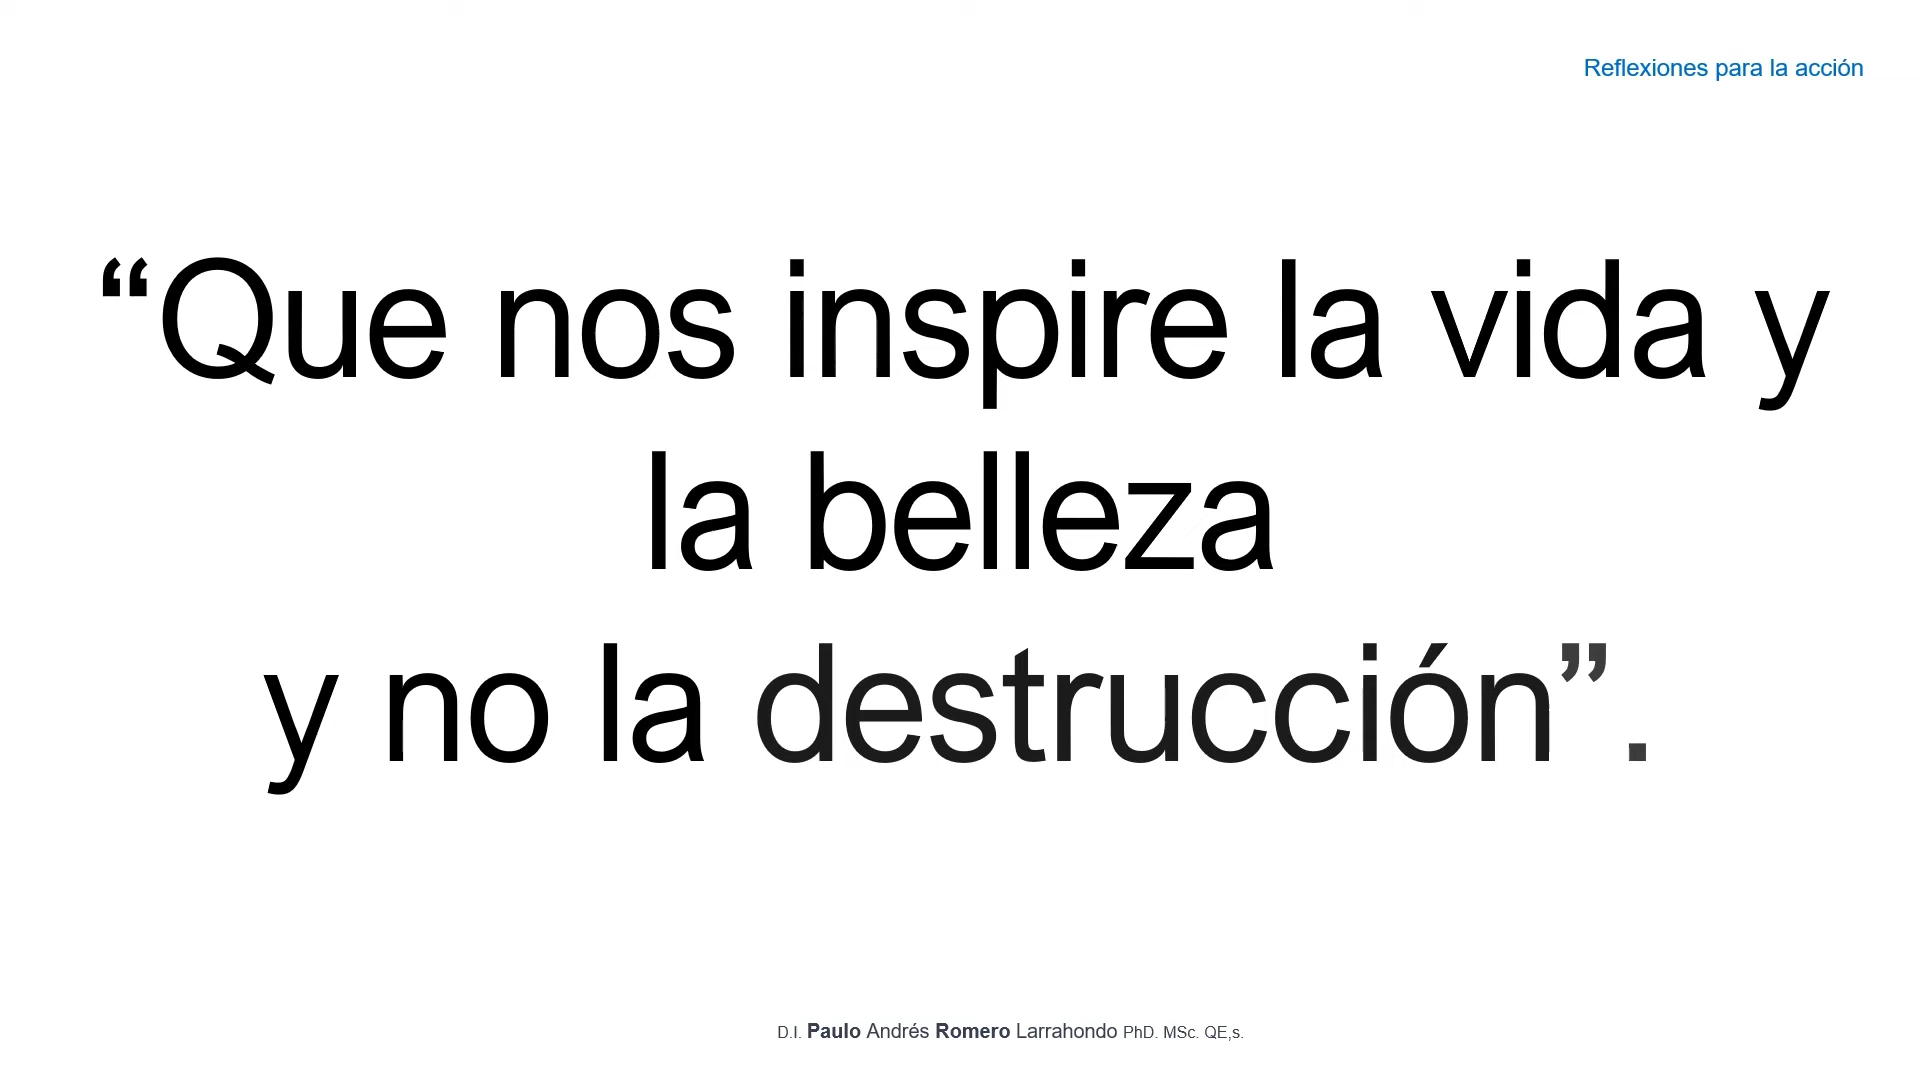 Reflexiones para la acción
“Que nos inspire la vida y
la belleza
y no la destrucción”.
D.I. Paulo Andrés Romero Larrahondo PhD. MSc. QE,s.